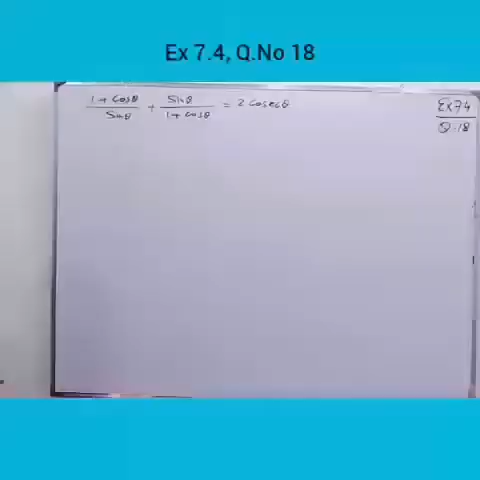 Ex 7.4, Q.No 18
1+ Cosθ / Sinθ + Sinθ / 1+ Cosθ = 2 Cosecθ
Ex 7.4
Q.18